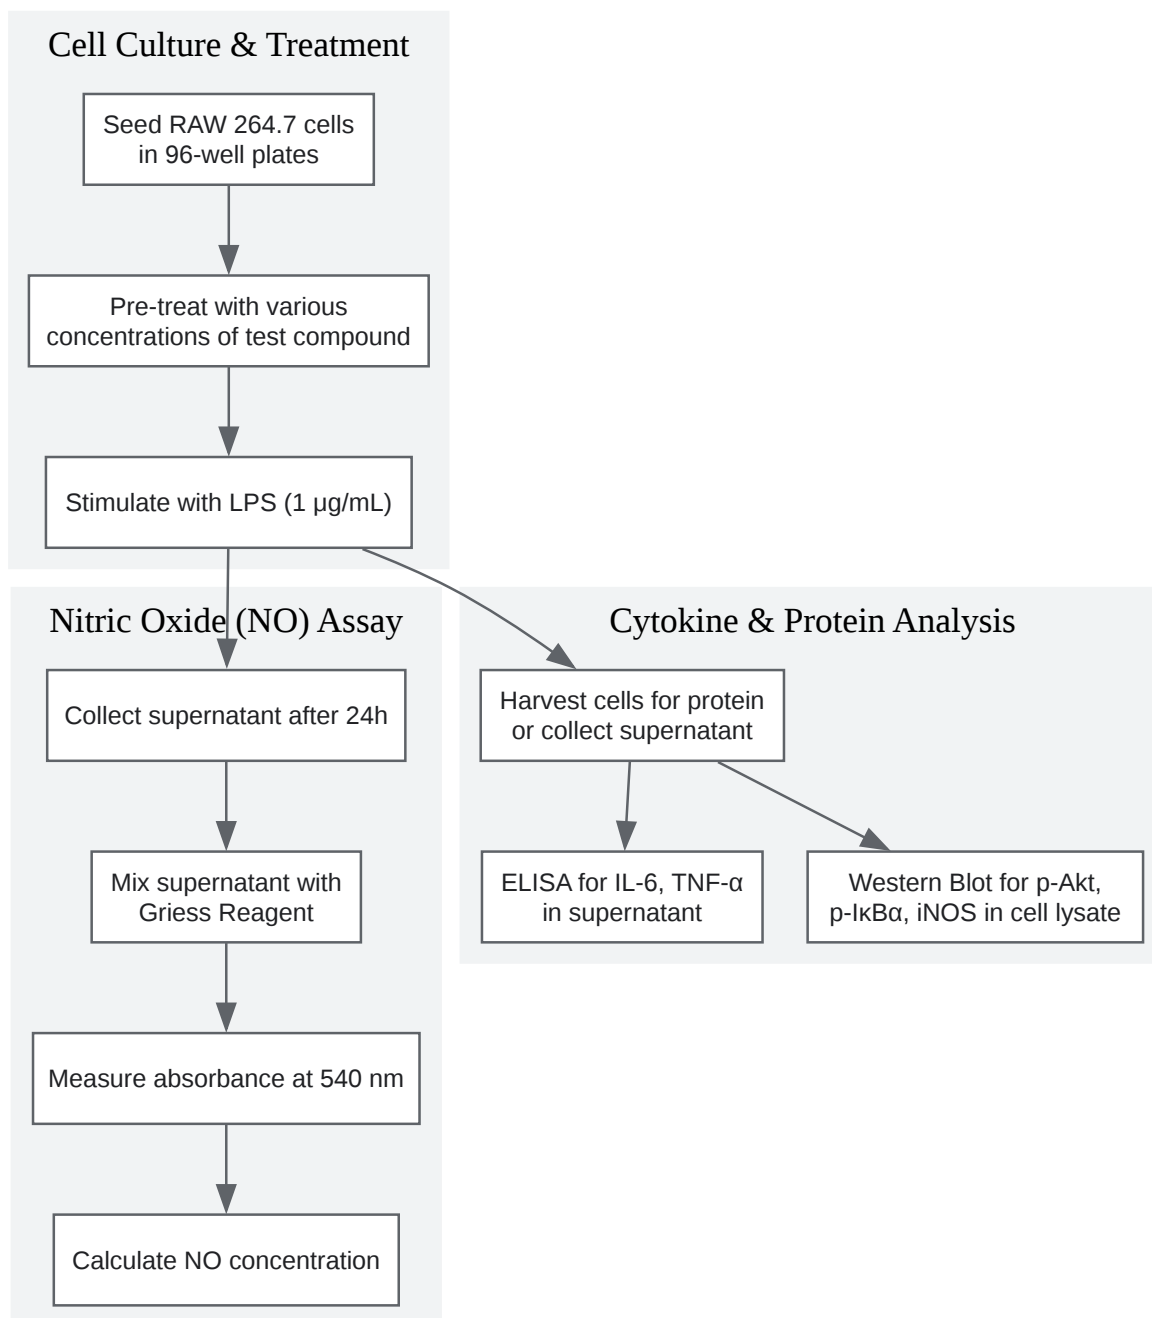 Cell Culture & Treatment
Seed RAW 264.7 cells
in 96-well plates
Pre-treat with various
concentrations of test compound
Stimulate with LPS (1 μg/mL)
Nitric Oxide (NO) Assay
Collect supernatant after 24h
Mix supernatant with
Griess Reagent
Measure absorbance at 540 nm
Calculate NO concentration
Cytokine & Protein Analysis
Harvest cells for protein
or collect supernatant
ELISA for IL-6, TNF-α
in supernatant
Western Blot for p-Akt,
p-IκBα, iNOS in cell lysate